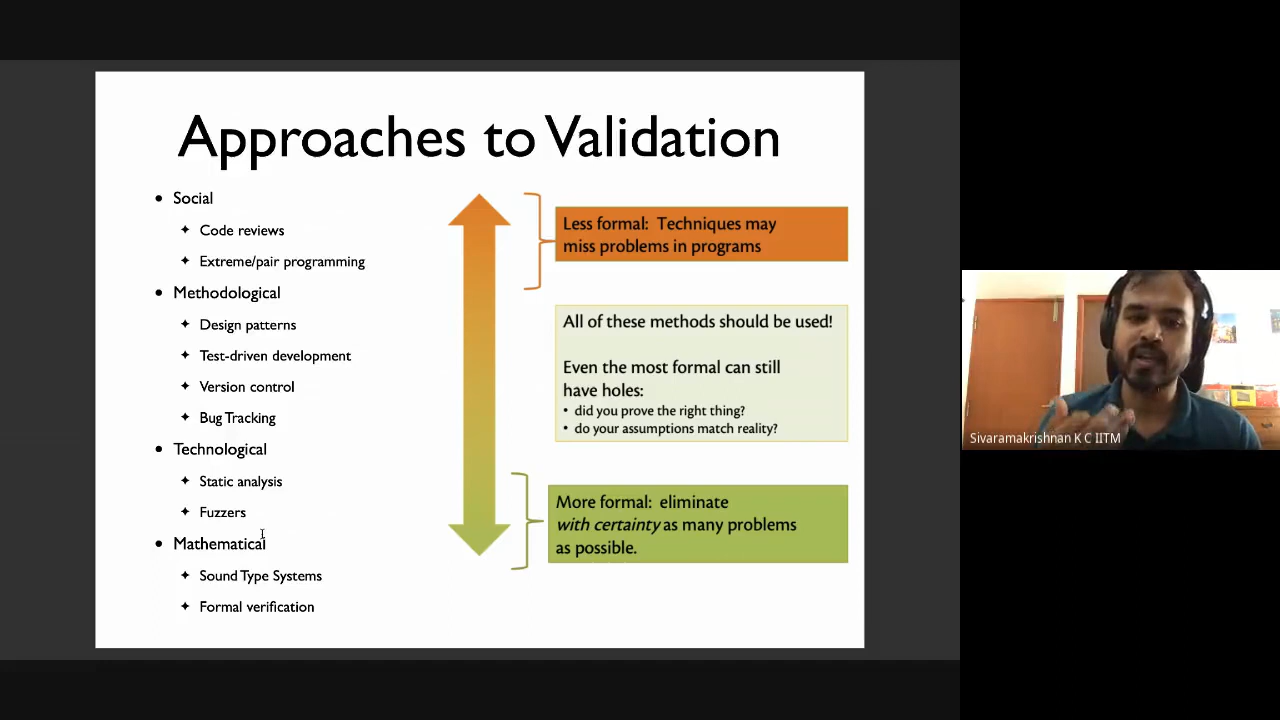 Approaches to Validation
• Social
✦ Code reviews
✦ Extreme/pair programming
• Methodological
✦ Design patterns
✦ Test-driven development
✦ Version control
✦ Bug Tracking
• Technological
✦ Static analysis
✦ Fuzzers
• Mathematical
✦ Sound Type Systems
✦ Formal verification
Less formal: Techniques may
miss problems in programs
All of these methods should be used!
Even the most formal can still
have holes:
• did you prove the right thing?
• do your assumptions match reality?
More formal: eliminate
with certainty as many problems
as possible.
Sivaramakrishnan K C IITM